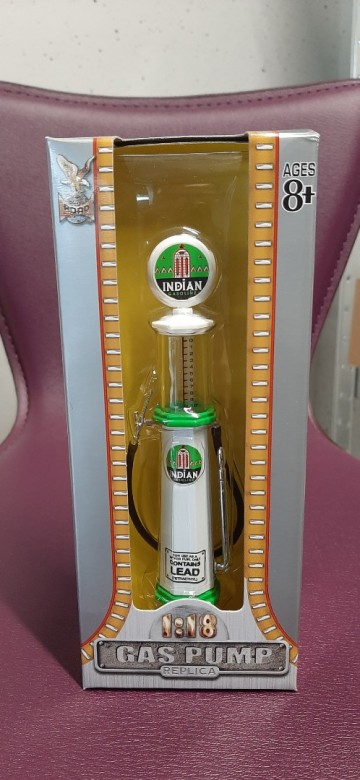 AGES
8+
INDIAN
GASOLINE
INDIAN
CONTAINS
LEAD
1:18
GAS PUMP
REPLICA